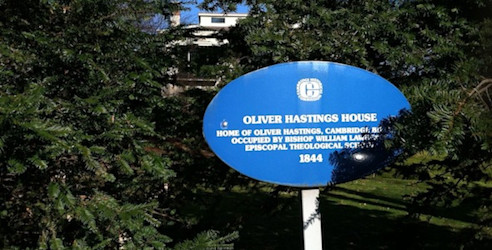 OLIVER HASTINGS HOUSE
HOME OF OLIVER HASTINGS, CAMBRIDGE
OCCUPIED BY BISHOP WILLIAM
EPISCOPAL THEOLOGICAL
1844